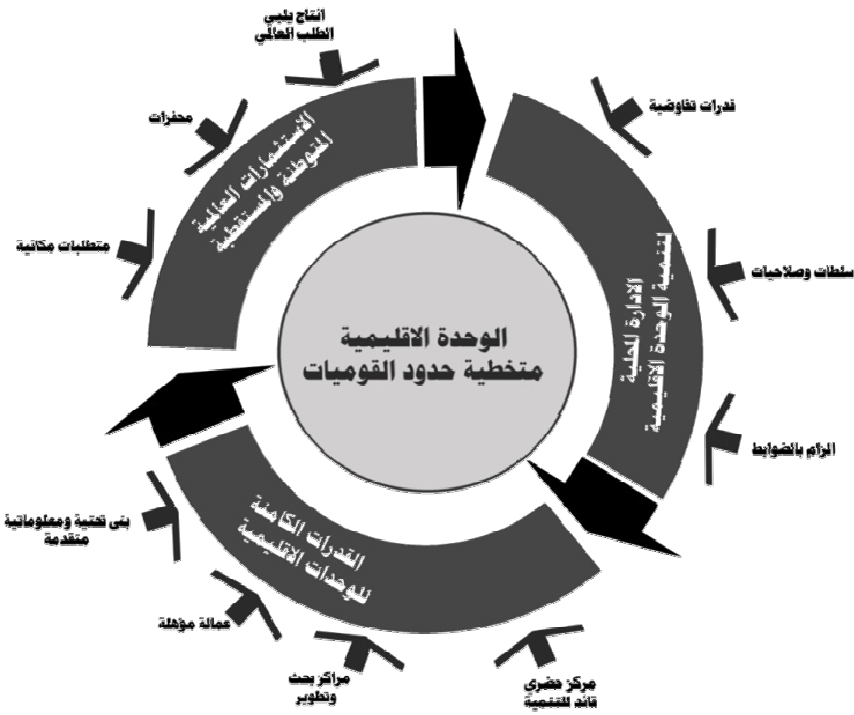 انتاج يلبي
الطلب العالمي
محفزات
متطلبات مكانية
الاستثمارات العالمية
المتوطنة والمستقطبة
قدرات تفاوضية
سلطات وصلاحيات
الزام بالضوابط
الادارة المحلية
لتنمية الوحدة الاقليمية
الوحدة الاقليمية
متخطية حدود القوميات
القدرات الكامنة
للوحدات الاقليمية
بنى تحتية ومعلوماتية
متقدمة
عمالة مؤهلة
مراكز بحث
وتطوير
مركز حضري
قائد للتنمية